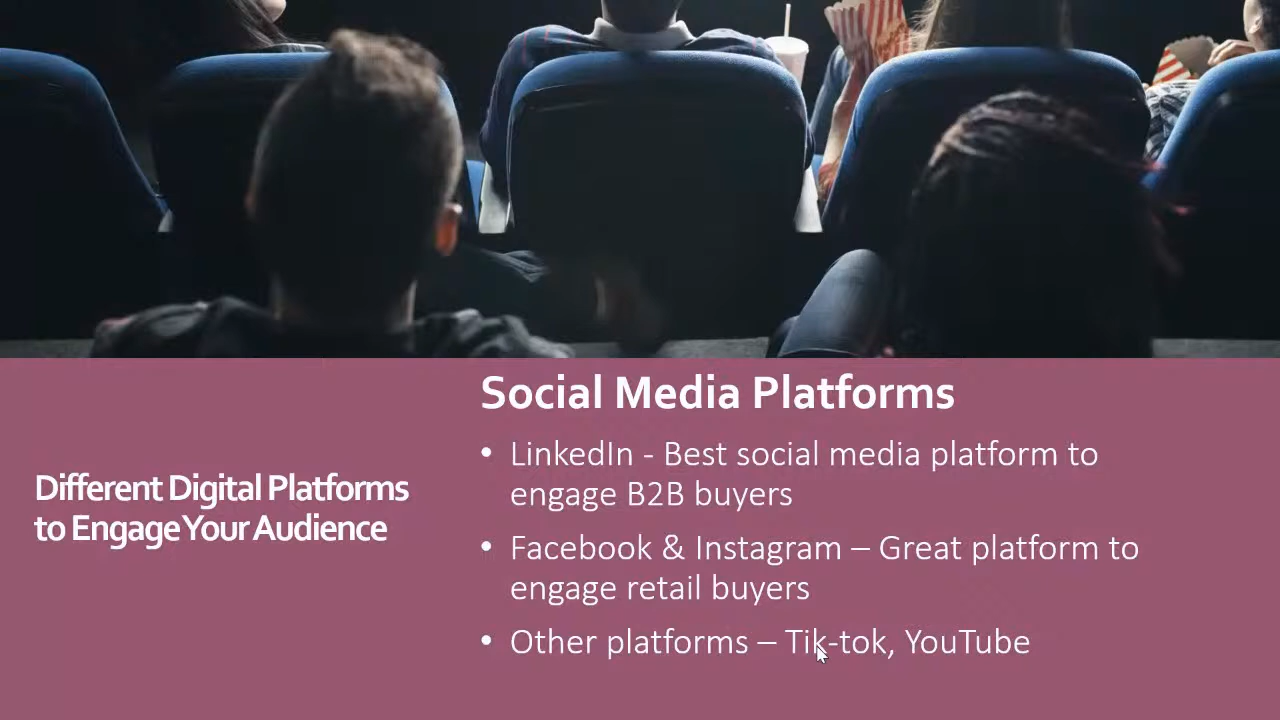 Different Digital Platforms
to Engage Your Audience
Social Media Platforms
• LinkedIn - Best social media platform to
engage B2B buyers
• Facebook & Instagram – Great platform to
engage retail buyers
• Other platforms – Tik-tok, YouTube